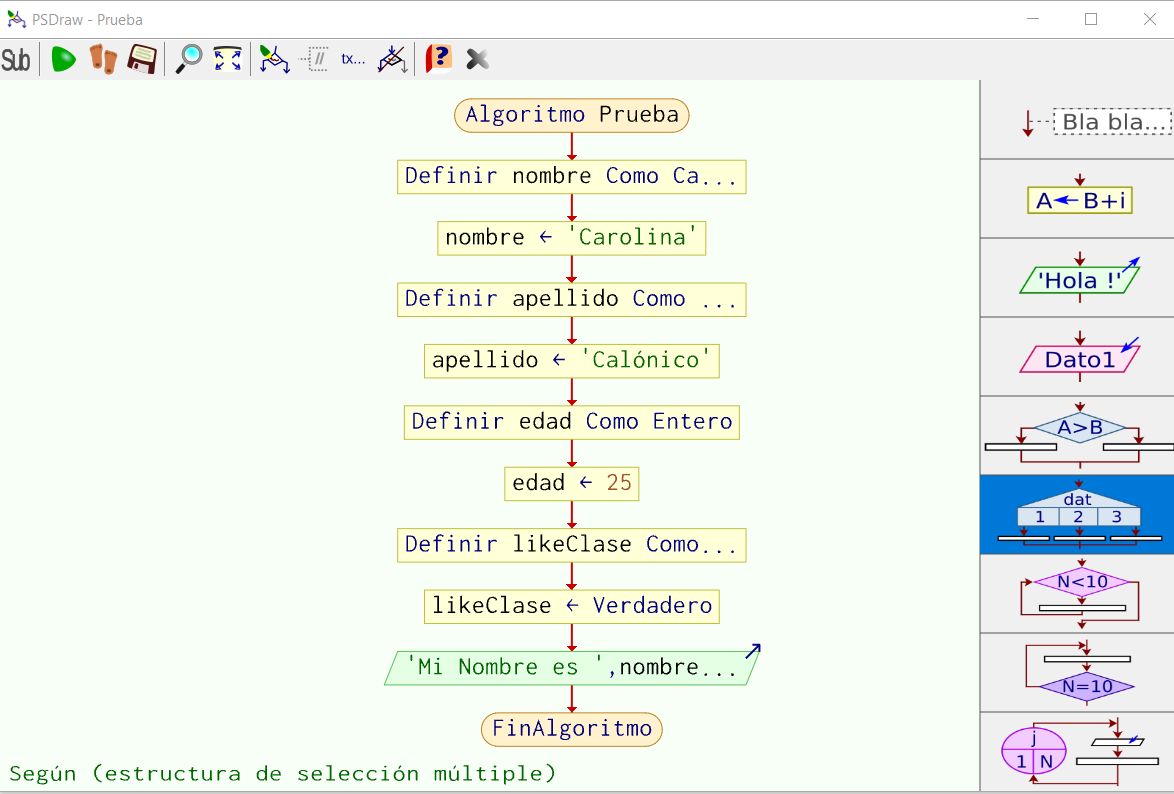 PSDraw - Prueba
Sub
//
tx...
?
Algoritmo Prueba
Definir nombre Como Ca...
nombre ← 'Carolina'
Definir apellido Como ...
apellido ← 'Calónico'
Definir edad Como Entero
edad ← 25
Definir likeClase Como...
likeClase ← Verdadero
'Mi Nombre es ',nombre...
FinAlgoritmo
Según (estructura de selección múltiple)
Bla bla...
A←B+i
'Hola !'
Dato1
A>B
dat
1 2 3
N<10
N=10
j
1 N